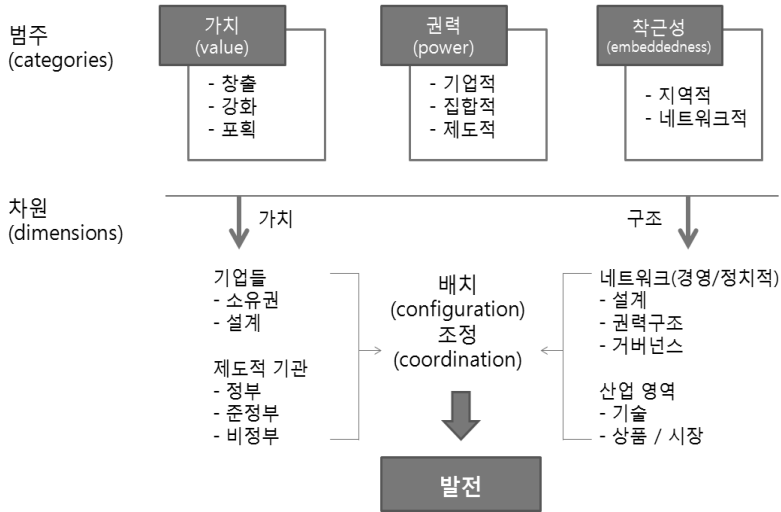 범주
(categories)
가치
(value)
- 창출
- 강화
- 포획
권력
(power)
- 기업적
- 집합적
- 제도적
착근성
(embeddedness)
- 지역적
- 네트워크적
차원
(dimensions)
가치
구조
기업들
- 소유권
- 설계
제도적 기관
- 정부
- 준정부
- 비정부
배치
(configuration)
조정
(coordination)
네트워크(경영/정치적)
- 설계
- 권력구조
- 거버넌스
산업 영역
- 기술
- 상품 / 시장
발전